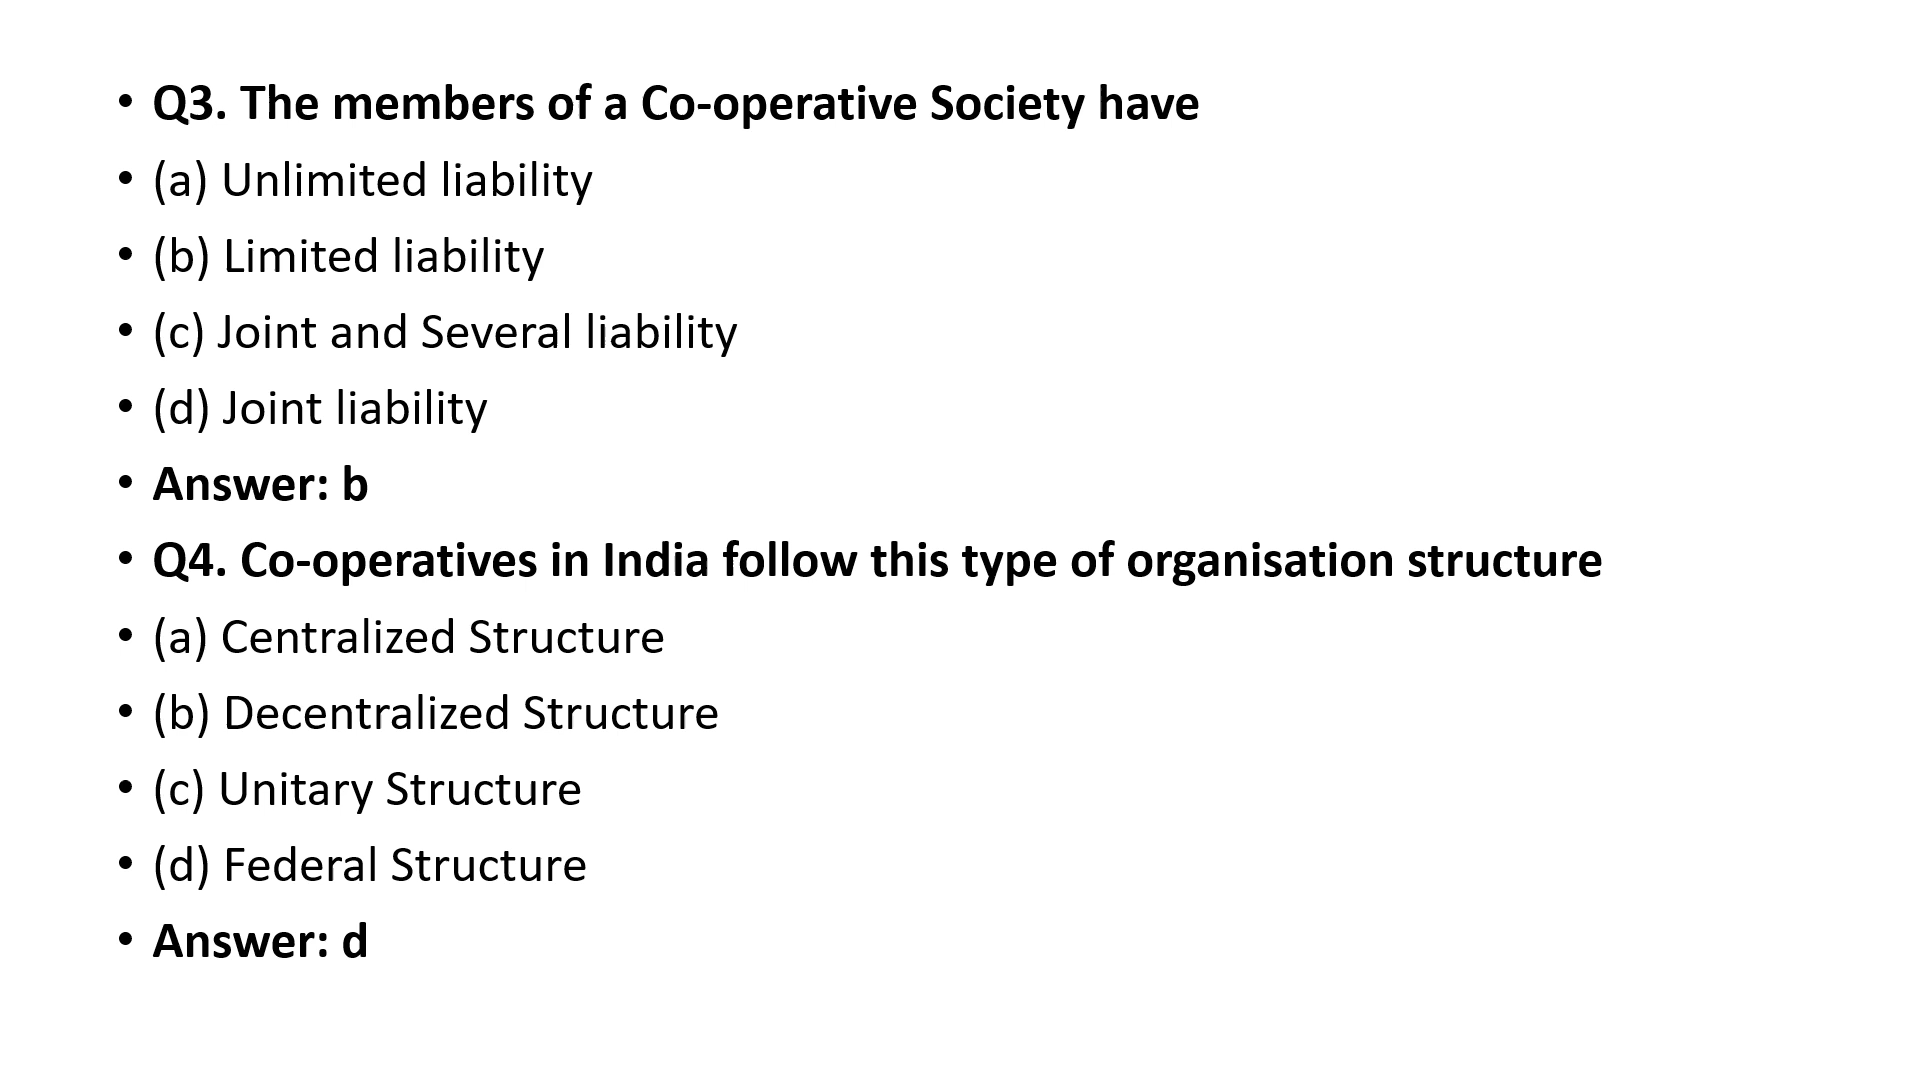 • Q3. The members of a Co-operative Society have
• (a) Unlimited liability
• (b) Limited liability
• (c) Joint and Several liability
• (d) Joint liability
• Answer: b
• Q4. Co-operatives in India follow this type of organisation structure
• (a) Centralized Structure
• (b) Decentralized Structure
• (c) Unitary Structure
• (d) Federal Structure
• Answer: d